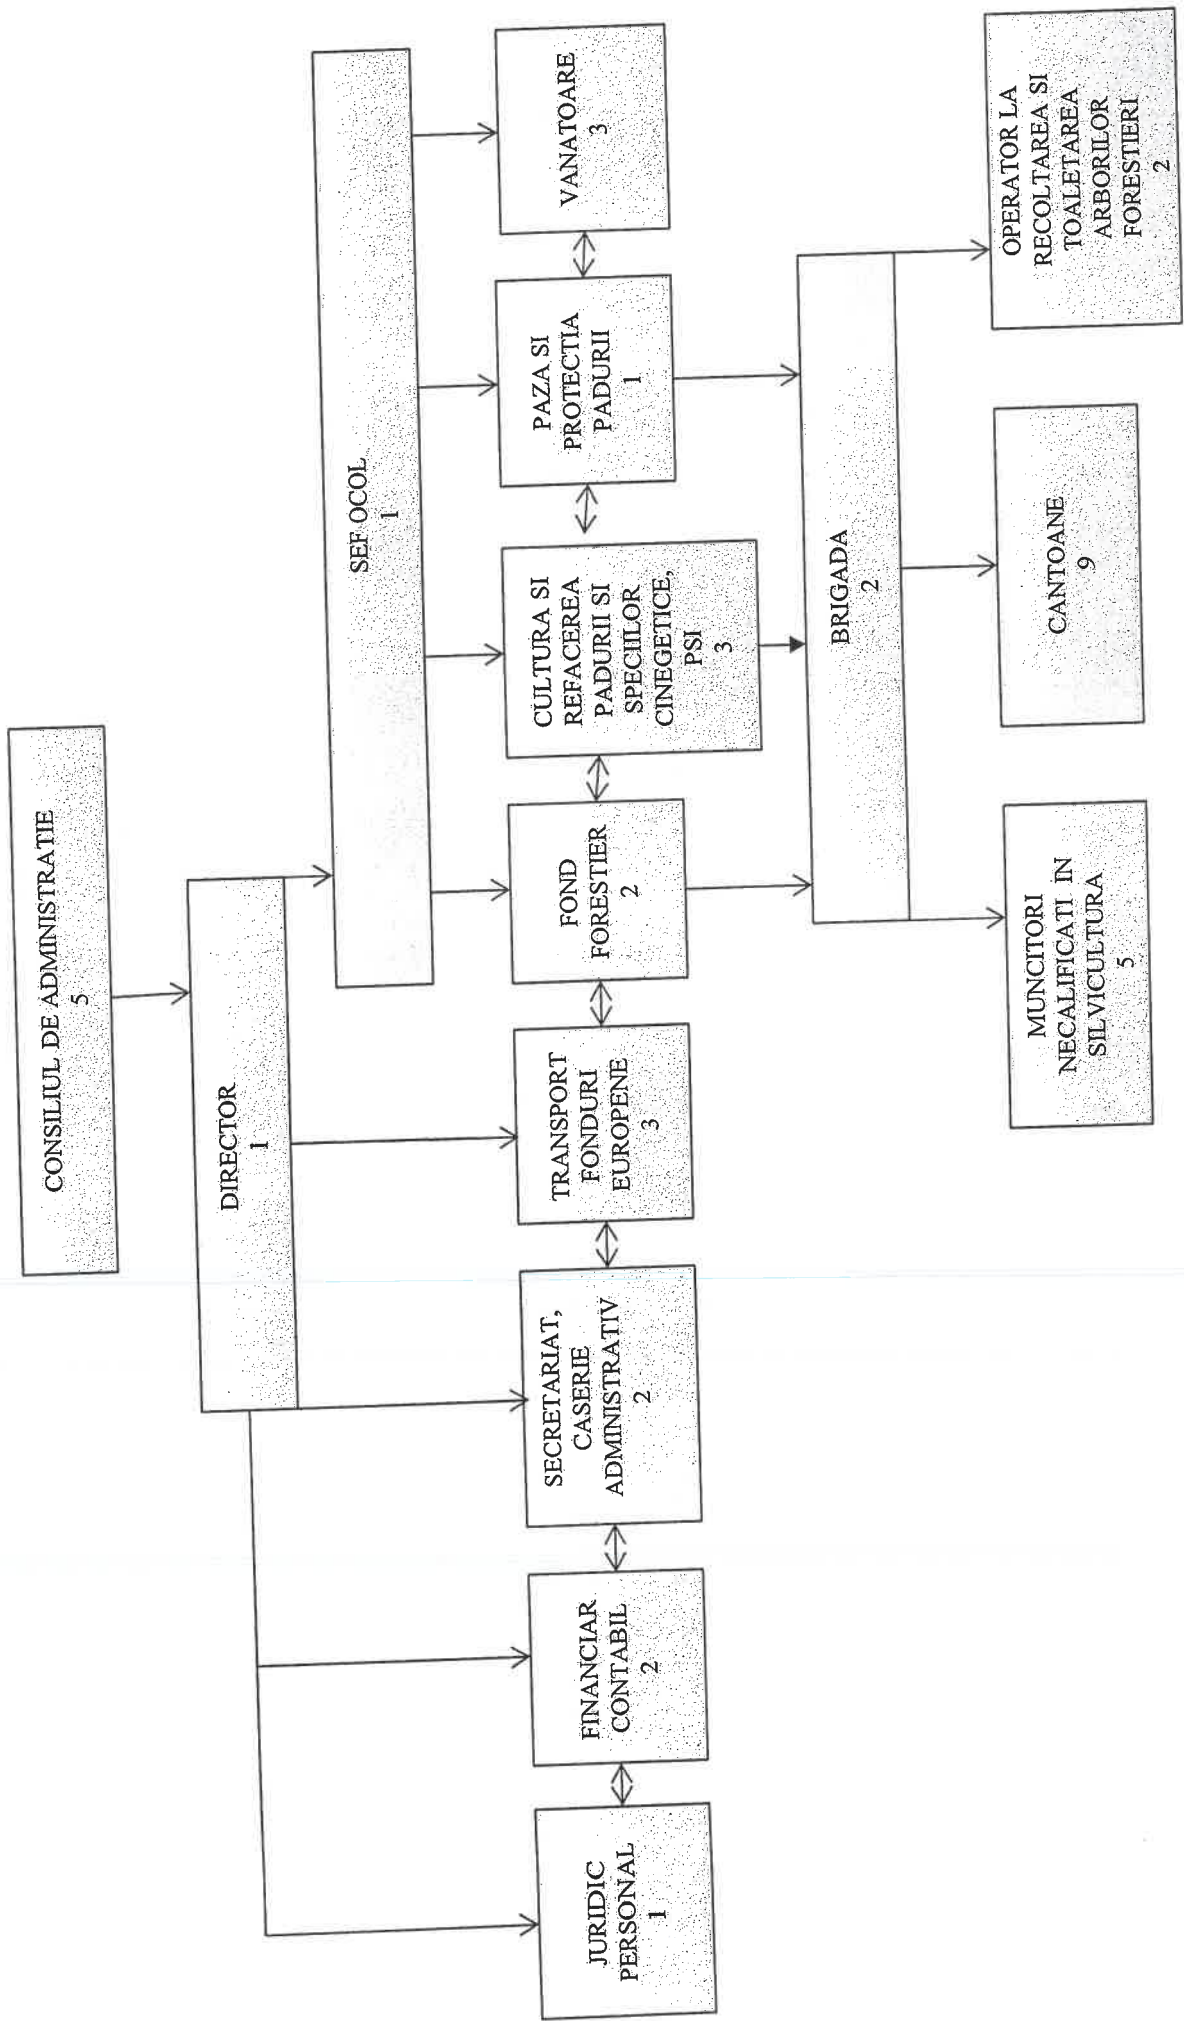 CONSILIUL DE ADMINISTRATIE
5
DIRECTOR
1
SEF OCOL
1
JURIDIC
PERSONAL
1
FINANCIAR
CONTABIL
2
SECRETARIAT,
CASERIE
ADMINISTRATIV
2
TRANSPORT
FONDURI
EUROPENE
3
FOND
FORESTIER
2
CULTURA SI
REFACEREA
PADURII SI
SPECIILOR
CINEGETICE,
PSI
3
PAZA SI
PROTECTIA
PADURII
1
VANATOARE
3
BRIGADA
2
MUNCITORI
NECALIFICATI IN
SILVICULTURA
5
CANTOANE
9
OPERATOR LA
RECOLTAREA SI
TOALETAREA
ARBORILOR
FORESTIERI
2